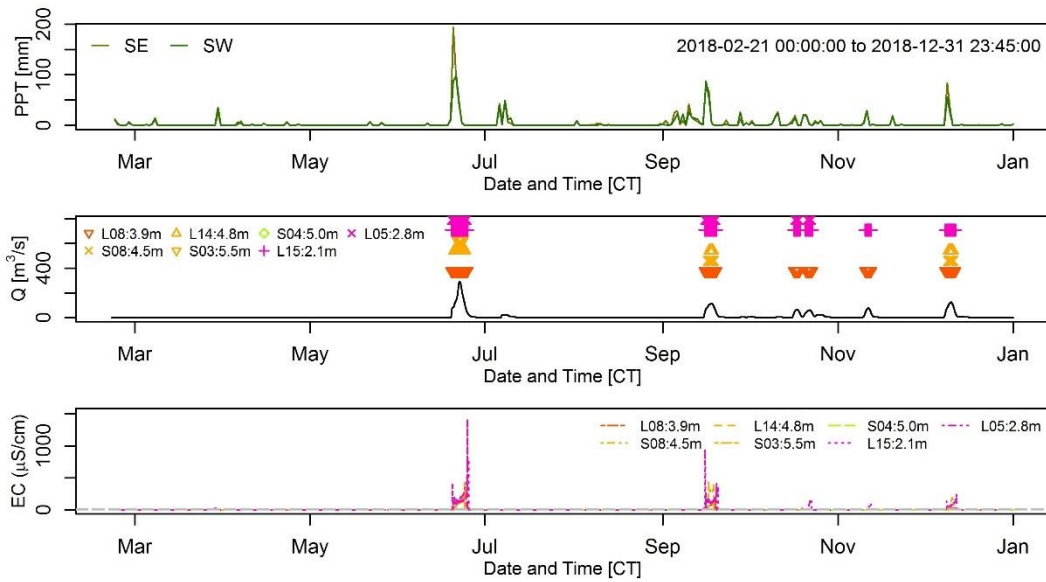 PPT [mm]
200
100
0
SE SW 2018-02-21 00:00:00 to 2018-12-31 23:45:00
Mar May Jul Sep Nov Jan
Date and Time [CT]
Q [m³/s]
400
0
L08:3.9m L14:4.8m S04:5.0m L05:2.8m
S08:4.5m S03:5.5m L15:2.1m
Mar May Jul Sep Nov Jan
Date and Time [CT]
EC (µS/cm)
1000
0
L08:3.9m L14:4.8m S04:5.0m L05:2.8m
S08:4.5m S03:5.5m L15:2.1m
Mar May Jul Sep Nov Jan
Date and Time [CT]